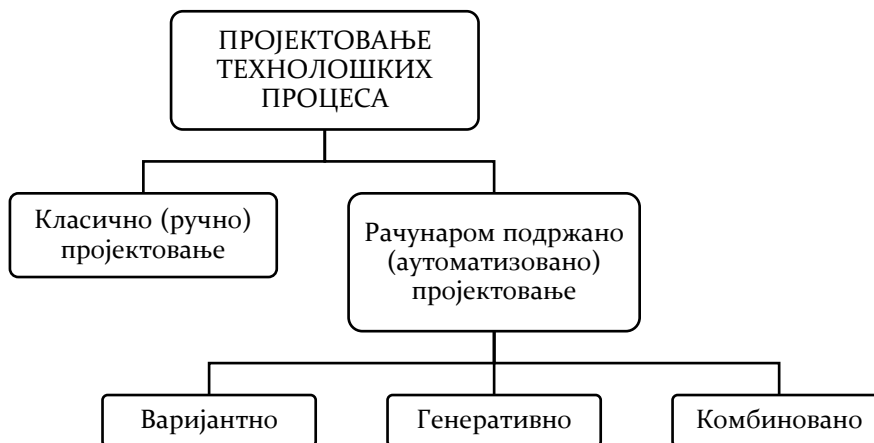 ПРОЈЕКТОВАЊЕ
ТЕХНОЛОШКИХ
ПРОЦЕСА
Класично (ручно)
пројектовање
Рачунаром подржано
(аутоматизовано)
пројектовање
Варијантно
Генеративно
Комбиновано